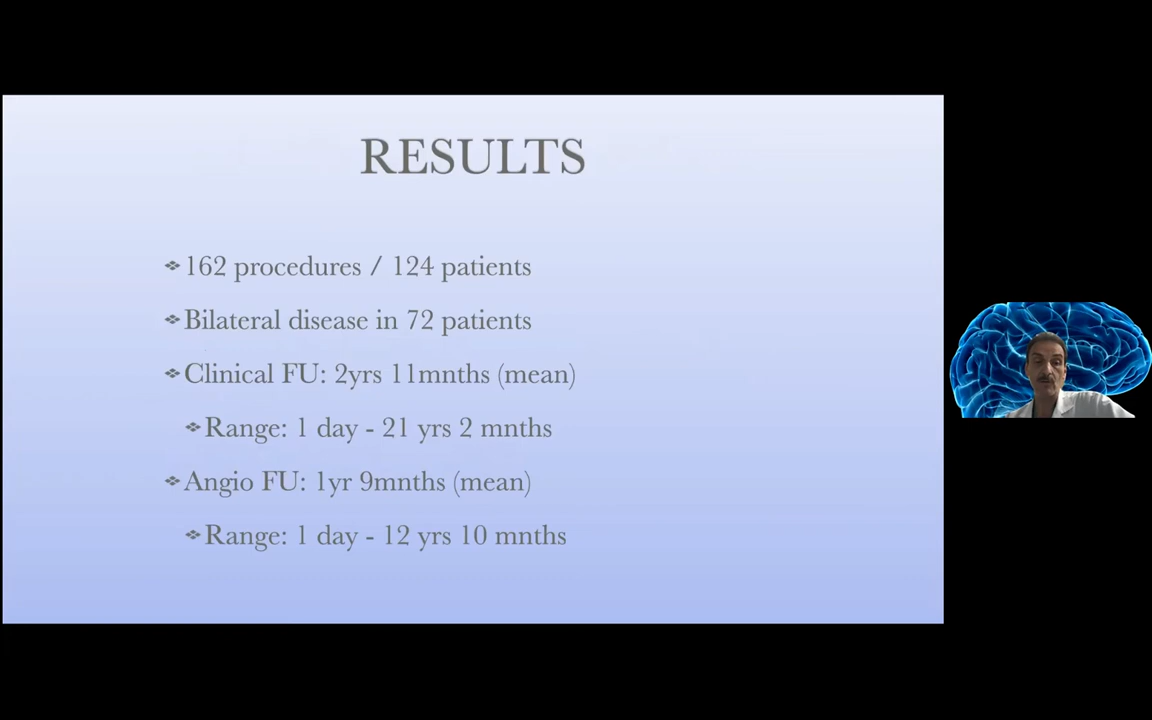 RESULTS
162 procedures / 124 patients
Bilateral disease in 72 patients
Clinical FU: 2yrs 11mnths (mean)
Range: 1 day - 21 yrs 2 mnths
Angio FU: 1yr 9mnths (mean)
Range: 1 day - 12 yrs 10 mnths